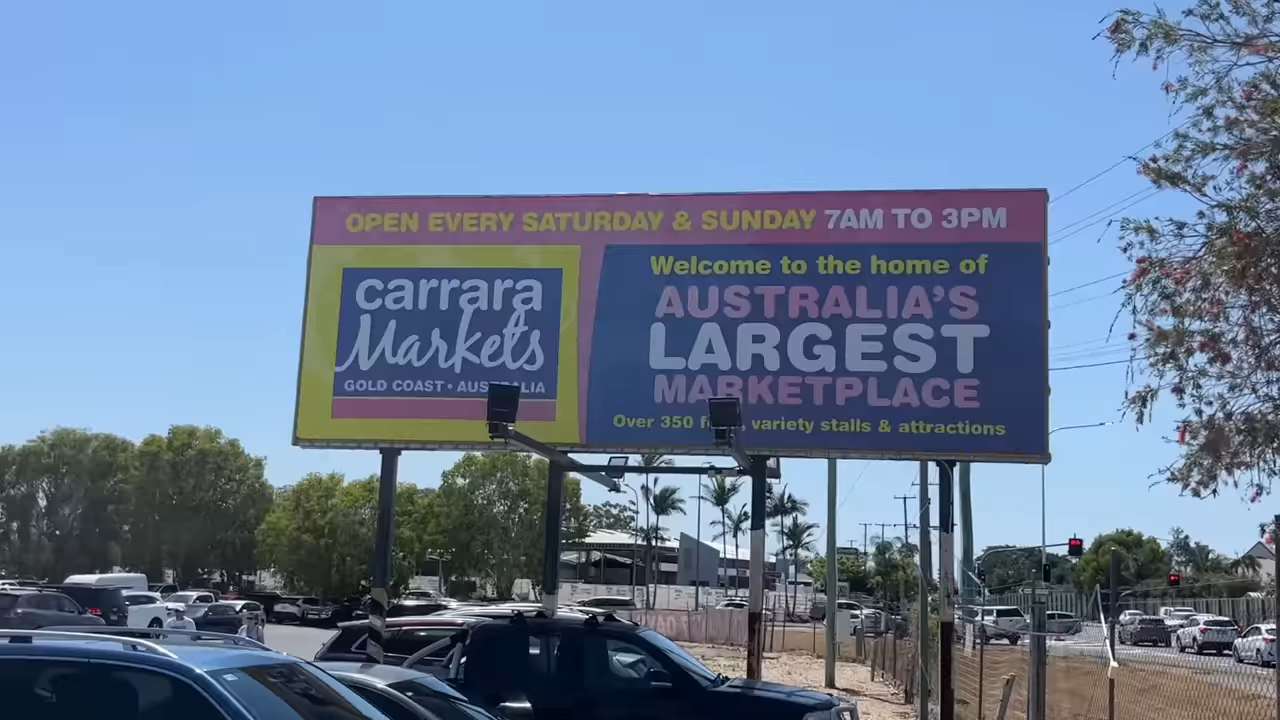 OPEN EVERY SATURDAY & SUNDAY 7AM TO 3PM
carrara
Markets
GOLD COAST • AUSTRALIA
Welcome to the home of
AUSTRALIA'S
LARGEST
MARKETPLACE
Over 350 variety stalls & attractions